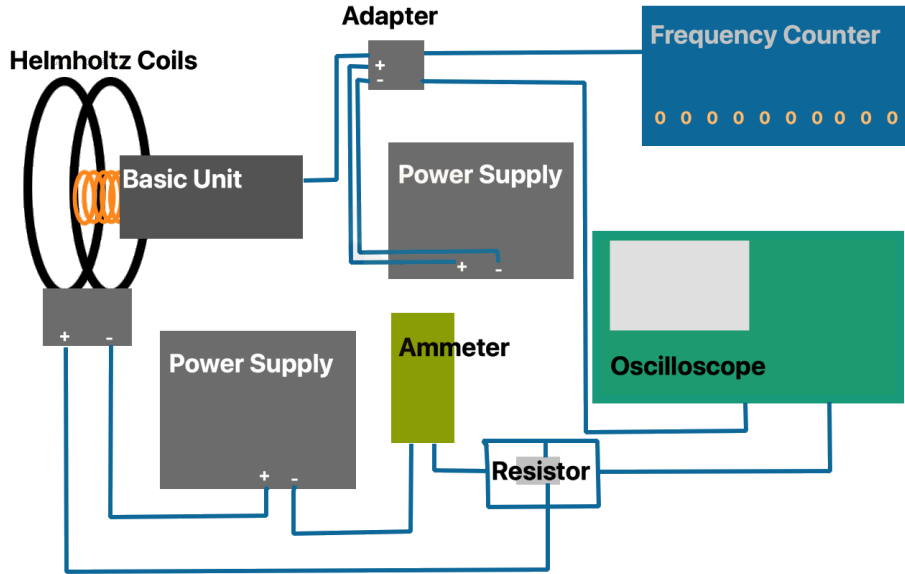 Adapter
Frequency Counter
Helmholtz Coils
+
-
0 0 0 0 0 0 0 0 0 0
Basic Unit
Power Supply
+ -
+ -
Ammeter
Power Supply
Oscilloscope
Resistor
+ -